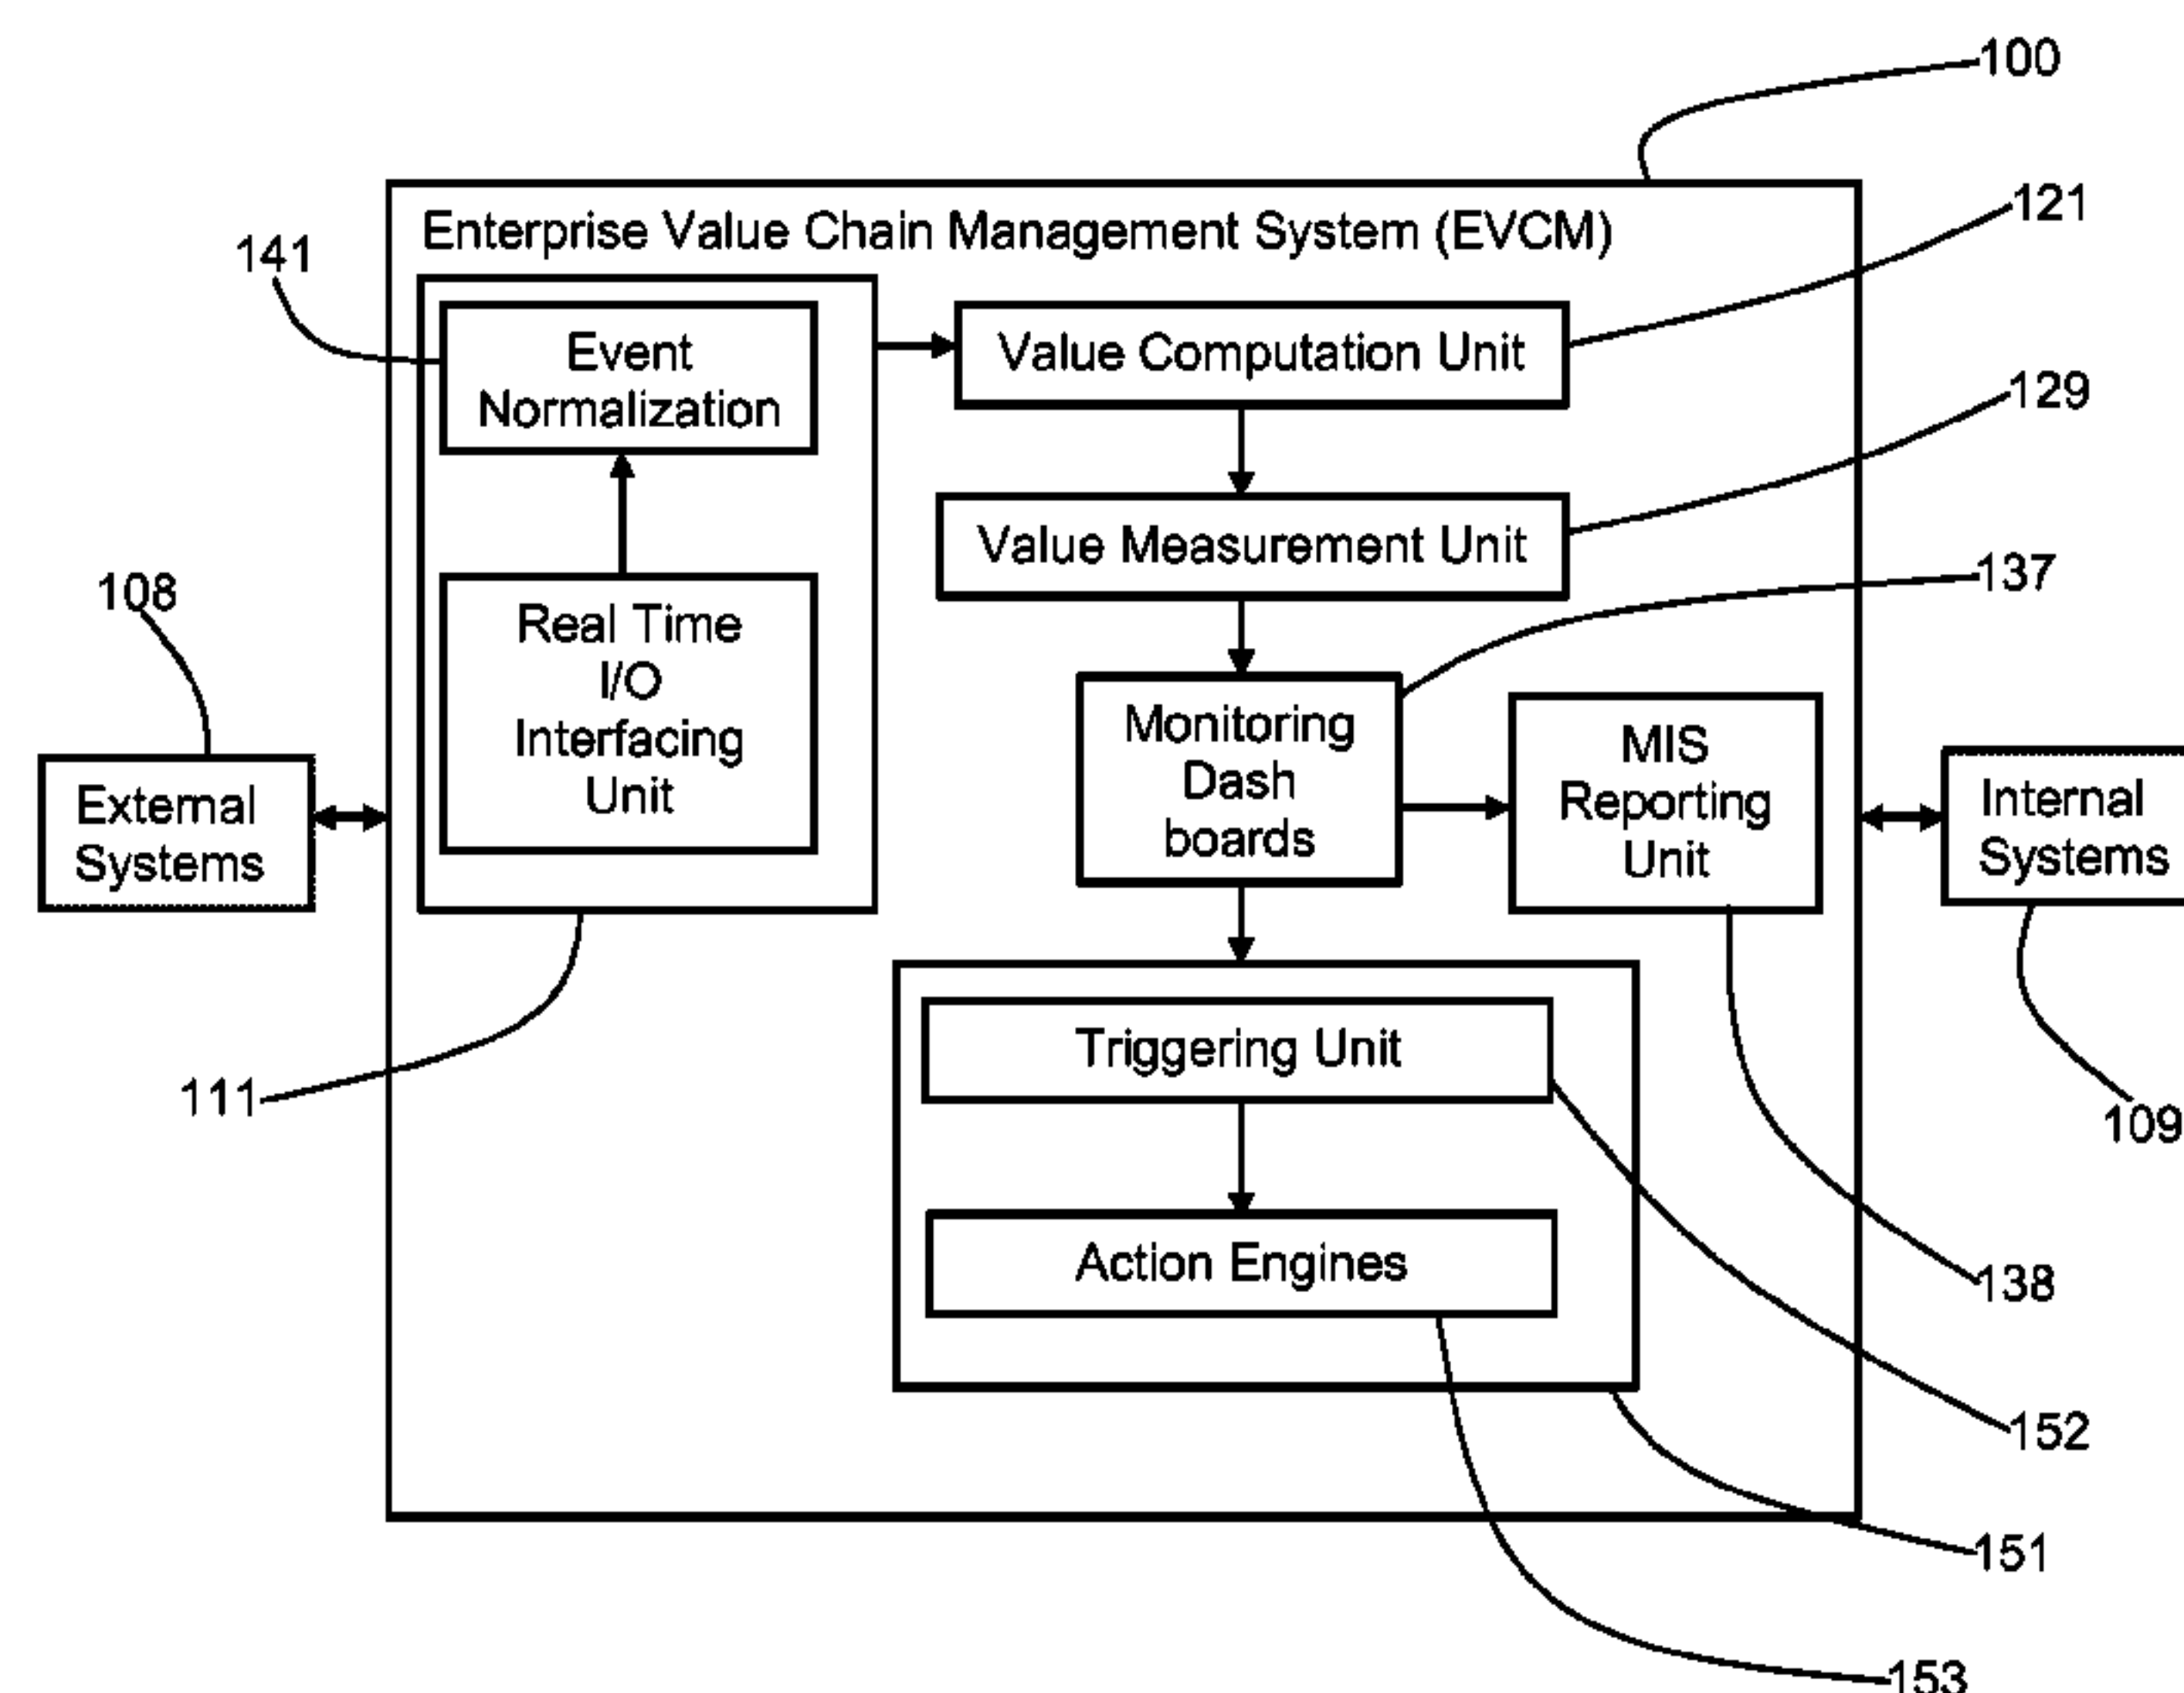 100
Enterprise Value Chain Management System (EVCM)
121
141
Event
Normalization
Value Computation Unit
129
Value Measurement Unit
137
108
Real Time
I/O
Interfacing
Unit
Monitoring
Dash
boards
MIS
Reporting
Unit
External
Systems
Internal
Systems
111
Triggering Unit
109
Action Engines
138
152
151
153